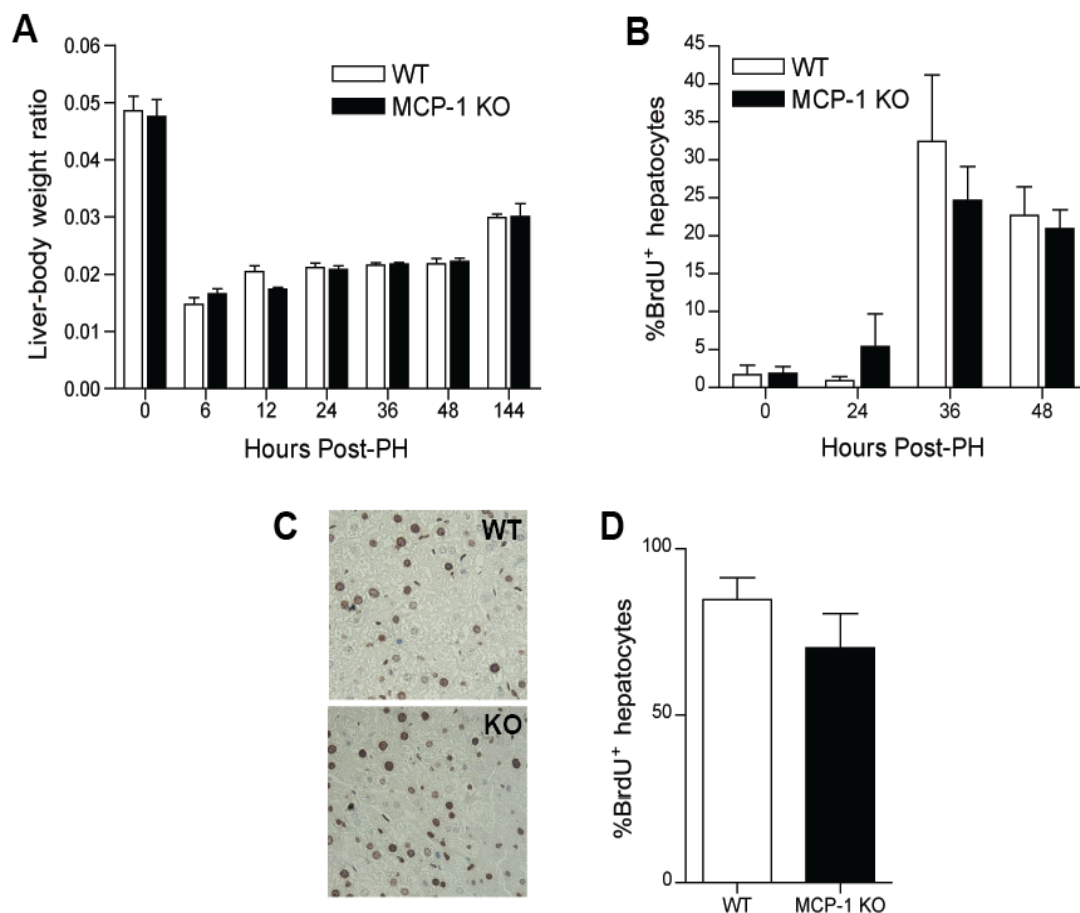 A
Liver-body weight ratio
0.06
0.05
0.04
0.03
0.02
0.01
0.00
WT
MCP-1 KO
0 6 12 24 36 48 144
Hours Post-PH
B
%BrdU⁺ hepatocytes
45
40
35
30
25
20
15
10
5
0
WT
MCP-1 KO
0 24 36 48
Hours Post-PH
C
WT
KO
D
%BrdU⁺ hepatocytes
100
50
0
WT MCP-1 KO